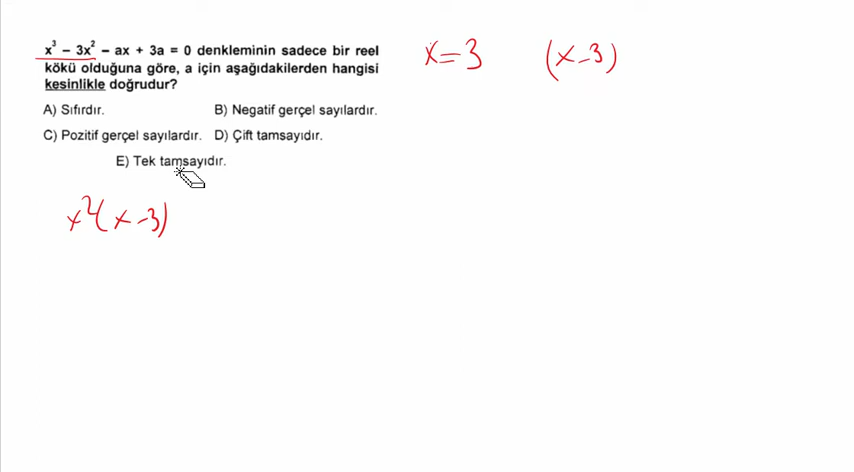 x³ – 3x² – ax + 3a = 0 denkleminin sadece bir reel
kökü olduğuna göre, a için aşağıdakilerden hangisi
kesinlikle doğrudur?
A) Sıfırdır. B) Negatif gerçel sayılardır.
C) Pozitif gerçel sayılardır. D) Çift tamsayıdır.
E) Tek tamsayıdır.
x = 3 (x - 3)
x²(x - 3)